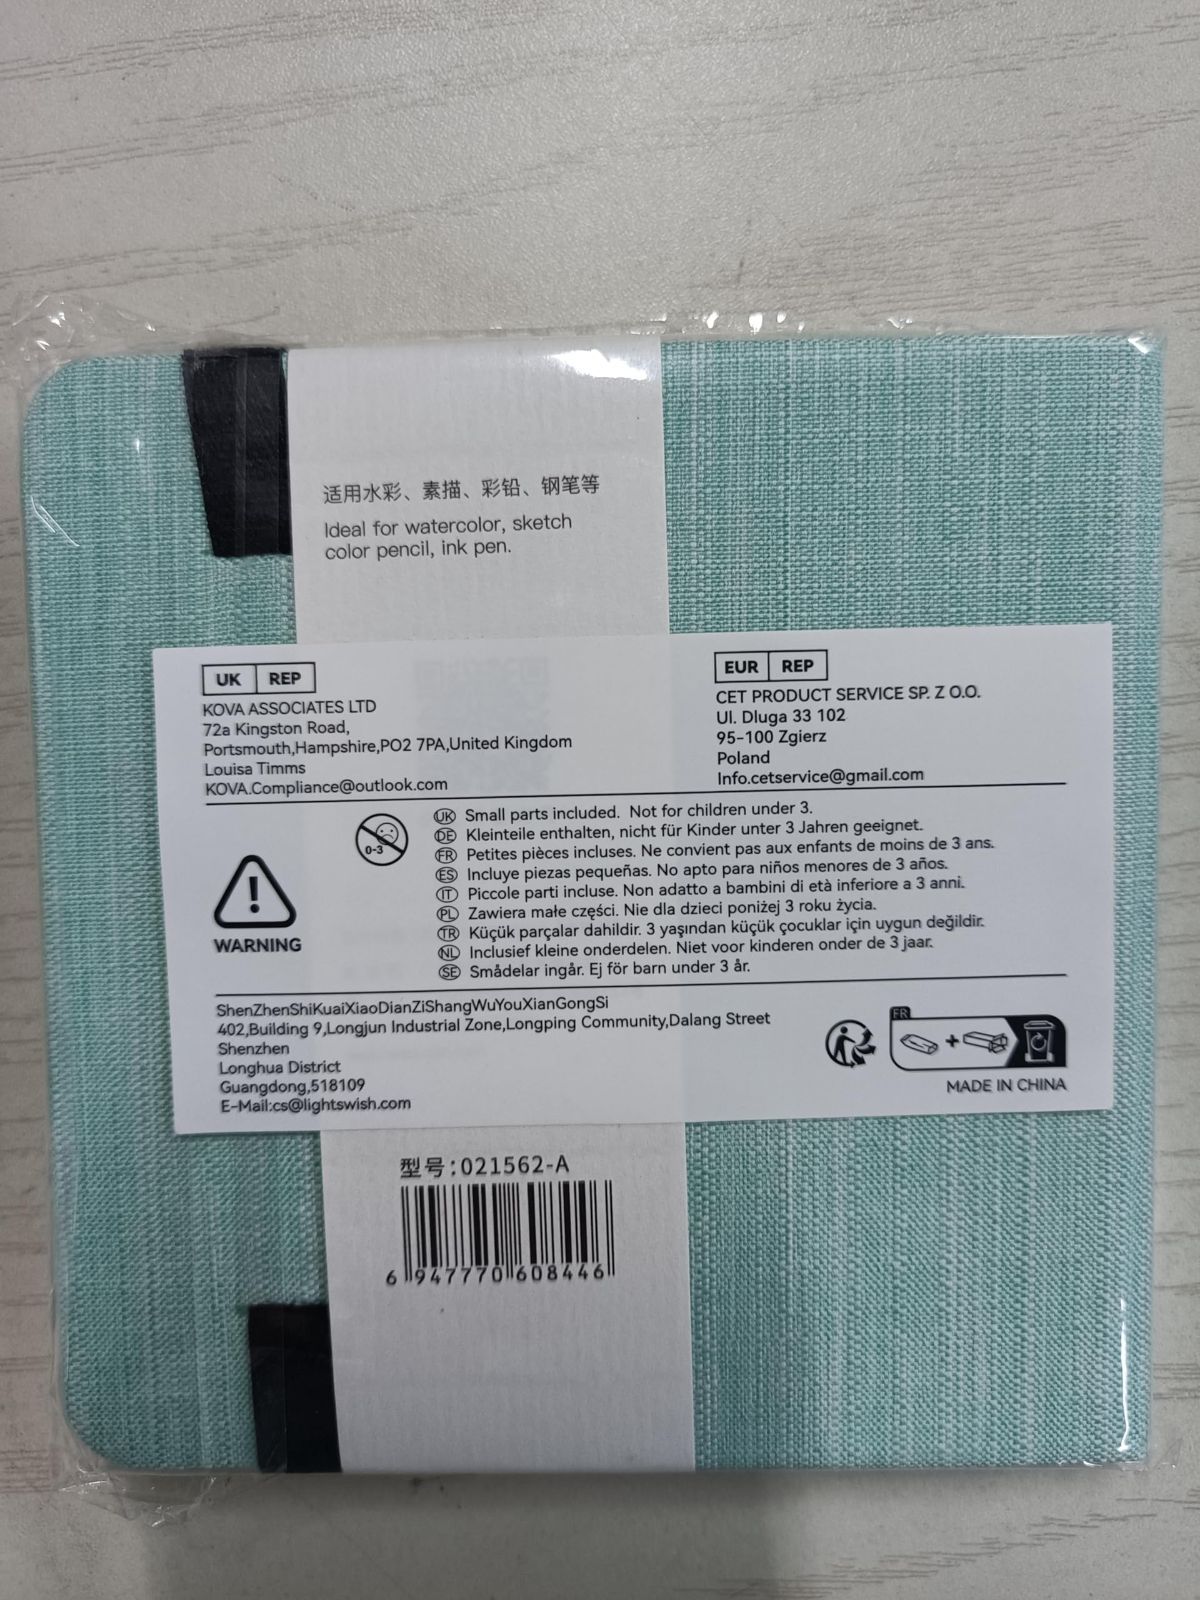 适用水彩、素描、彩铅、钢笔等
Ideal for watercolor, sketch
color pencil, ink pen.
UK REP
KOVA ASSOCIATES LTD
72a Kingston Road,
Portsmouth,Hampshire,PO2 7PA,United Kingdom
Louisa Timms
KOVA.Compliance@outlook.com
EUR REP
CET PRODUCT SERVICE SP. Z O.O.
Ul. Dluga 33 102
95-100 Zgierz
Poland
Info.cetservice@gmail.com
0-3
WARNING
UK Small parts included. Not for children under 3.
DE Kleinteile enthalten, nicht für Kinder unter 3 Jahren geeignet.
FR Petites pièces incluses. Ne convient pas aux enfants de moins de 3 ans.
ES Incluye piezas pequeñas. No apto para niños menores de 3 años.
IT Piccole parti incluse. Non adatto a bambini di età inferiore a 3 anni.
PL Zawiera małe części. Nie dla dzieci poniżej 3 roku życia.
TR Küçük parçalar dahildir. 3 yaşından küçük çocuklar için uygun değildir.
NL Inclusief kleine onderdelen. Niet voor kinderen onder de 3 jaar.
SE Smådelar ingår. Ej för barn under 3 år.
ShenZhenShiKuaiXiaoDianZiShangWuYouXianGongSi
402,Building 9,Longjun Industrial Zone,Longping Community,Dalang Street
Shenzhen
Longhua District
Guangdong,518109
E-Mail:cs@lightswish.com
FR
MADE IN CHINA
型号:021562-A
6 947770 608446